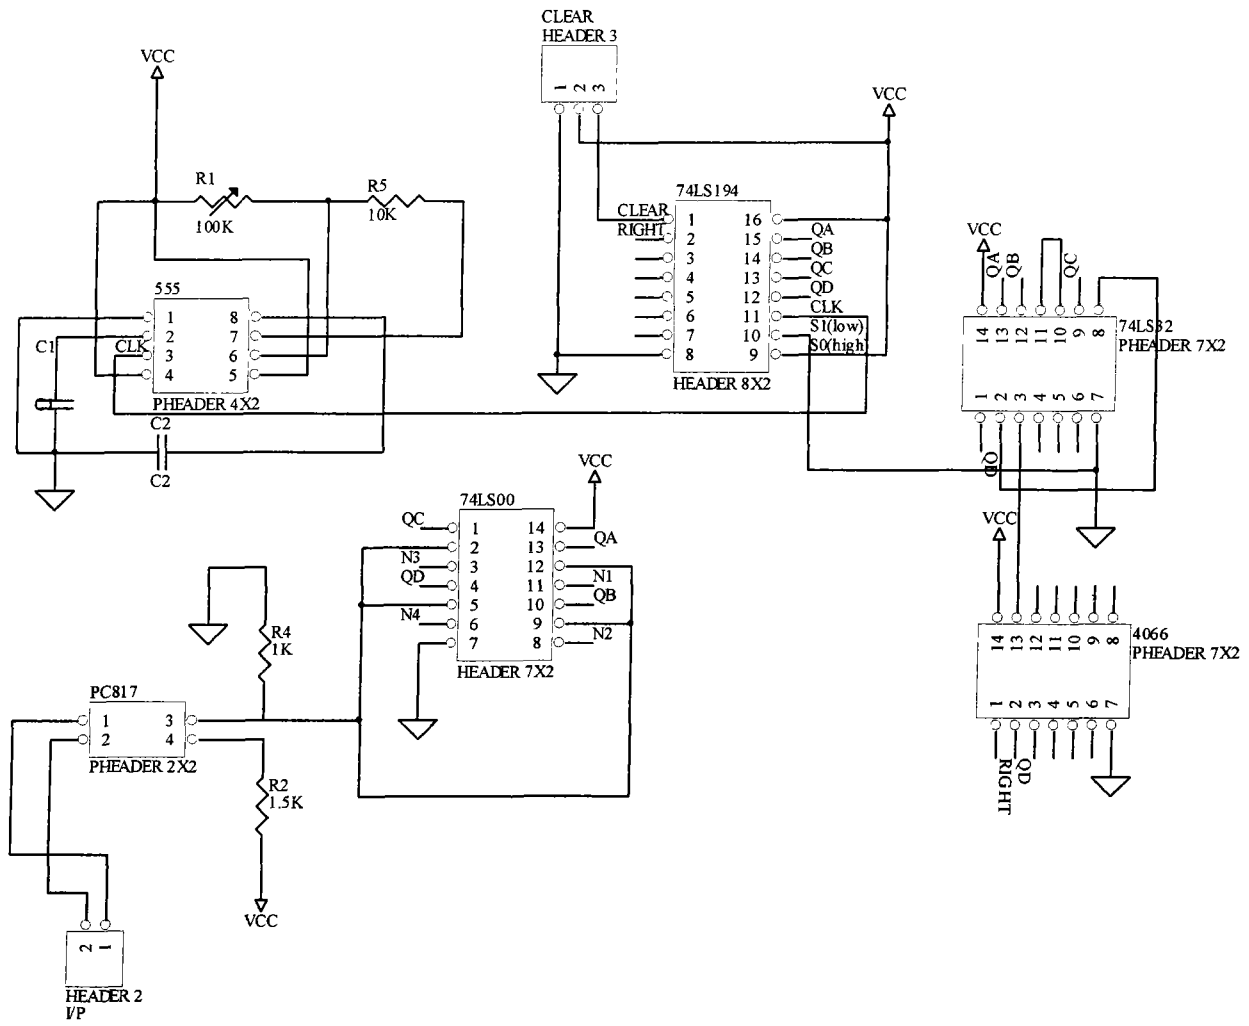 CLEAR
HEADER 3
1 2 3
VCC
VCC
R1
100K
R5
10K
74LS194
CLEAR 1 16
RIGHT 2 15 QA
3 14 QB
4 13 QC
5 12 QD
6 11 CLK
7 10 S1(low)
8 9 S0(high)
HEADER 8X2
555
1 8
2 7
CLK 3 6
4 5
PHEADER 4X2
C1
C2
C2
VCC
QA QB QC
14 13 12 11 10 9 8
74LS32
PHEADER 7X2
1 2 3 4 5 6 7
QD
VCC
74LS00
QC 1 14
2 13 QA
N3 3 12
QD 4 11 N1
5 10 QB
N4 6 9
7 8 N2
HEADER 7X2
VCC
14 13 12 11 10 9 8
4066
PHEADER 7X2
1 2 3 4 5 6 7
RIGHT QD
R4
1K
PC817
1 3
2 4
PHEADER 2X2
R2
1.5K
VCC
2 1
HEADER 2
I/P